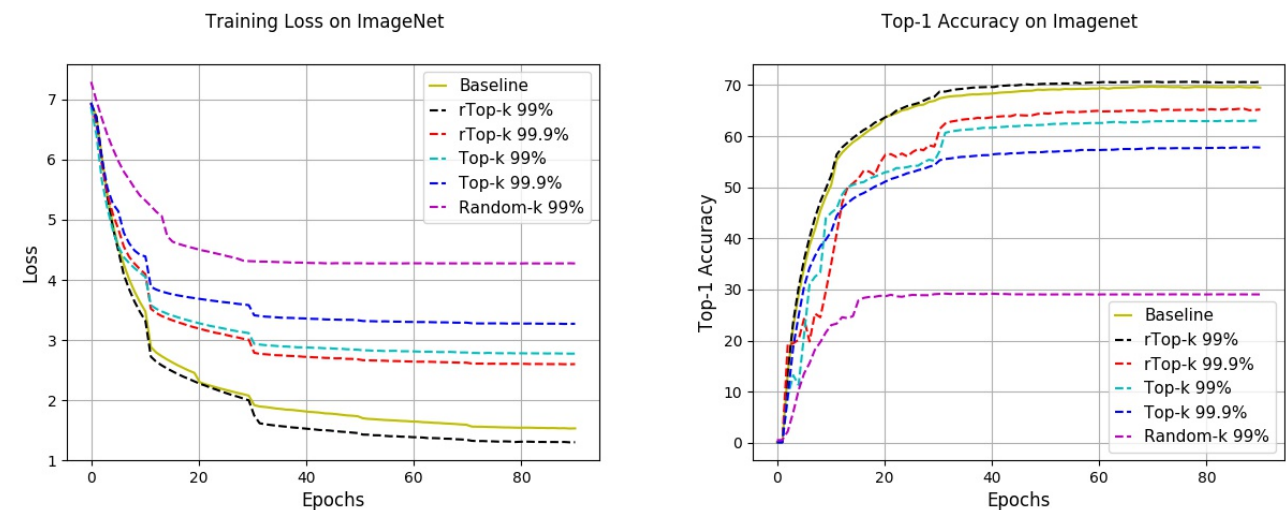 Training Loss on ImageNet
Loss
7
6
5
4
3
2
1
Baseline
rTop-k 99%
rTop-k 99.9%
Top-k 99%
Top-k 99.9%
Random-k 99%
0
20
40
60
80
Epochs
Top-1 Accuracy on Imagenet
Top-1 Accuracy
70
60
50
40
30
20
10
0
Baseline
rTop-k 99%
rTop-k 99.9%
Top-k 99%
Top-k 99.9%
Random-k 99%
0
20
40
60
80
Epochs